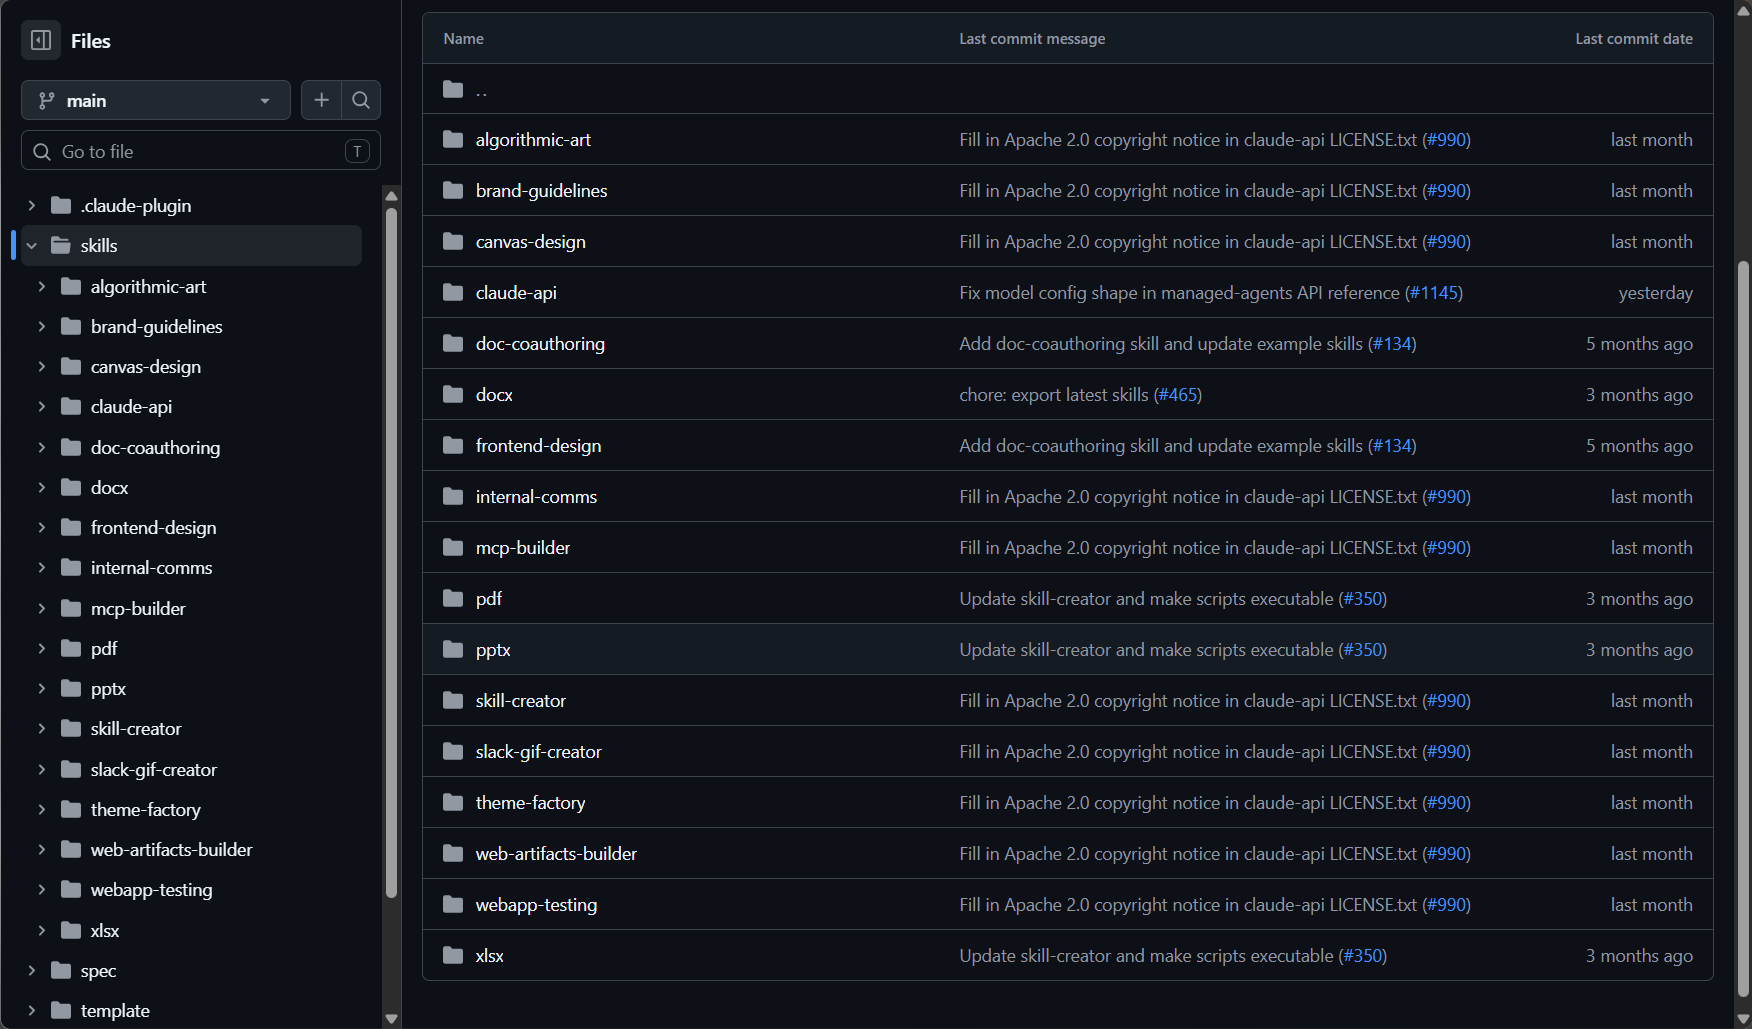 Files
main
Go to file
T
.claude-plugin
skills
algorithmic-art
brand-guidelines
canvas-design
claude-api
doc-coauthoring
docx
frontend-design
internal-comms
mcp-builder
pdf
pptx
skill-creator
slack-gif-creator
theme-factory
web-artifacts-builder
webapp-testing
xlsx
spec
template
Name Last commit message Last commit date
..
algorithmic-art Fill in Apache 2.0 copyright notice in claude-api LICENSE.txt (#990) last month
brand-guidelines Fill in Apache 2.0 copyright notice in claude-api LICENSE.txt (#990) last month
canvas-design Fill in Apache 2.0 copyright notice in claude-api LICENSE.txt (#990) last month
claude-api Fix model config shape in managed-agents API reference (#1145) yesterday
doc-coauthoring Add doc-coauthoring skill and update example skills (#134) 5 months ago
docx chore: export latest skills (#465) 3 months ago
frontend-design Add doc-coauthoring skill and update example skills (#134) 5 months ago
internal-comms Fill in Apache 2.0 copyright notice in claude-api LICENSE.txt (#990) last month
mcp-builder Fill in Apache 2.0 copyright notice in claude-api LICENSE.txt (#990) last month
pdf Update skill-creator and make scripts executable (#350) 3 months ago
pptx Update skill-creator and make scripts executable (#350) 3 months ago
skill-creator Fill in Apache 2.0 copyright notice in claude-api LICENSE.txt (#990) last month
slack-gif-creator Fill in Apache 2.0 copyright notice in claude-api LICENSE.txt (#990) last month
theme-factory Fill in Apache 2.0 copyright notice in claude-api LICENSE.txt (#990) last month
web-artifacts-builder Fill in Apache 2.0 copyright notice in claude-api LICENSE.txt (#990) last month
webapp-testing Fill in Apache 2.0 copyright notice in claude-api LICENSE.txt (#990) last month
xlsx Update skill-creator and make scripts executable (#350) 3 months ago